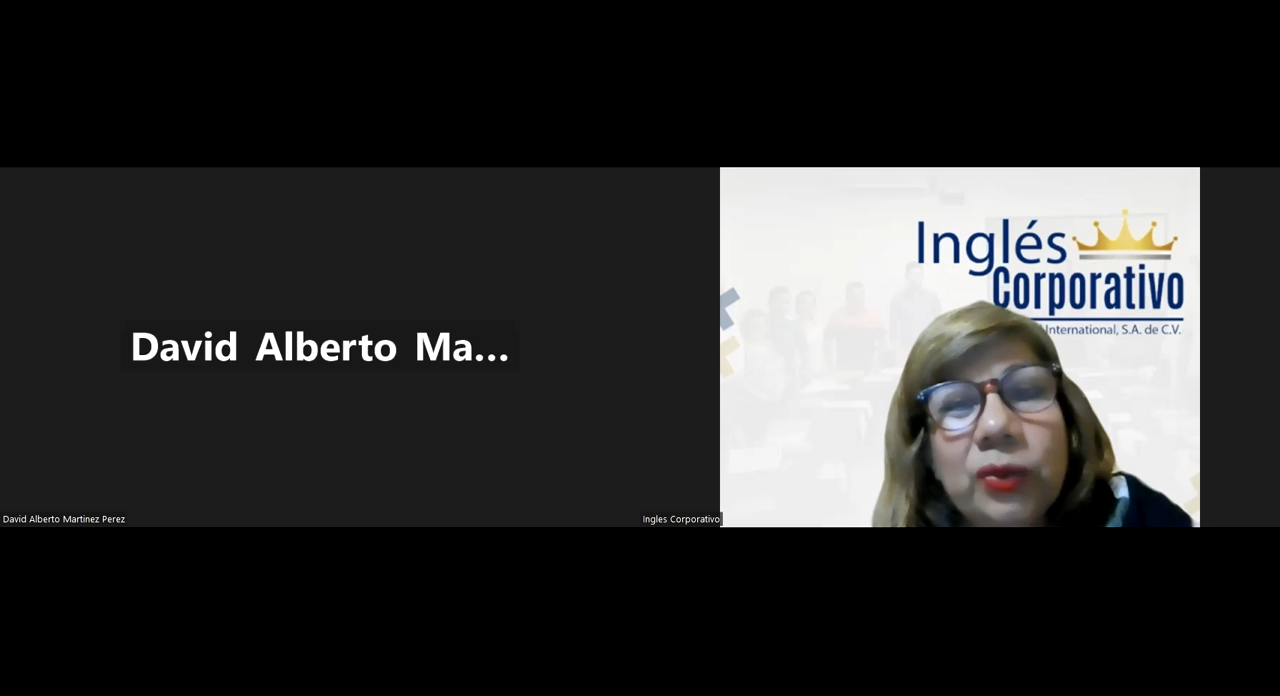 David Alberto Ma...
David Alberto Martinez Perez
Ingles Corporativo
Inglés
Corporativo
International, S.A. de C.V.